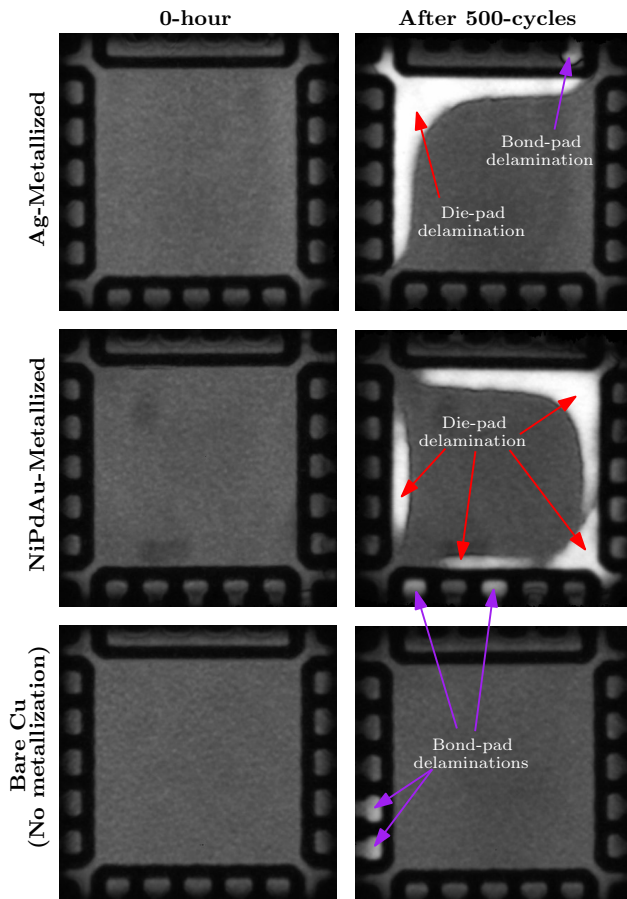 0-hour
After 500-cycles
Ag-Metallized
Bond-pad
delamination
Die-pad
delamination
NiPdAu-Metallized
Die-pad
delamination
Bare Cu
(No metallization)
Bond-pad
delaminations